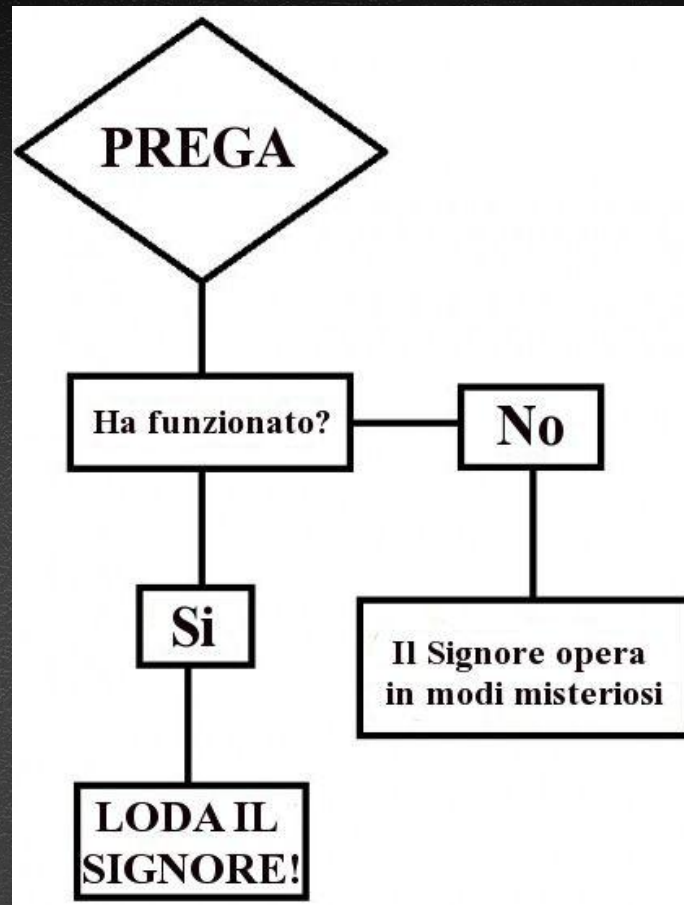 PREGA
Ha funzionato?
No
Si
Il Signore opera
in modi misteriosi
LODA IL
SIGNORE!